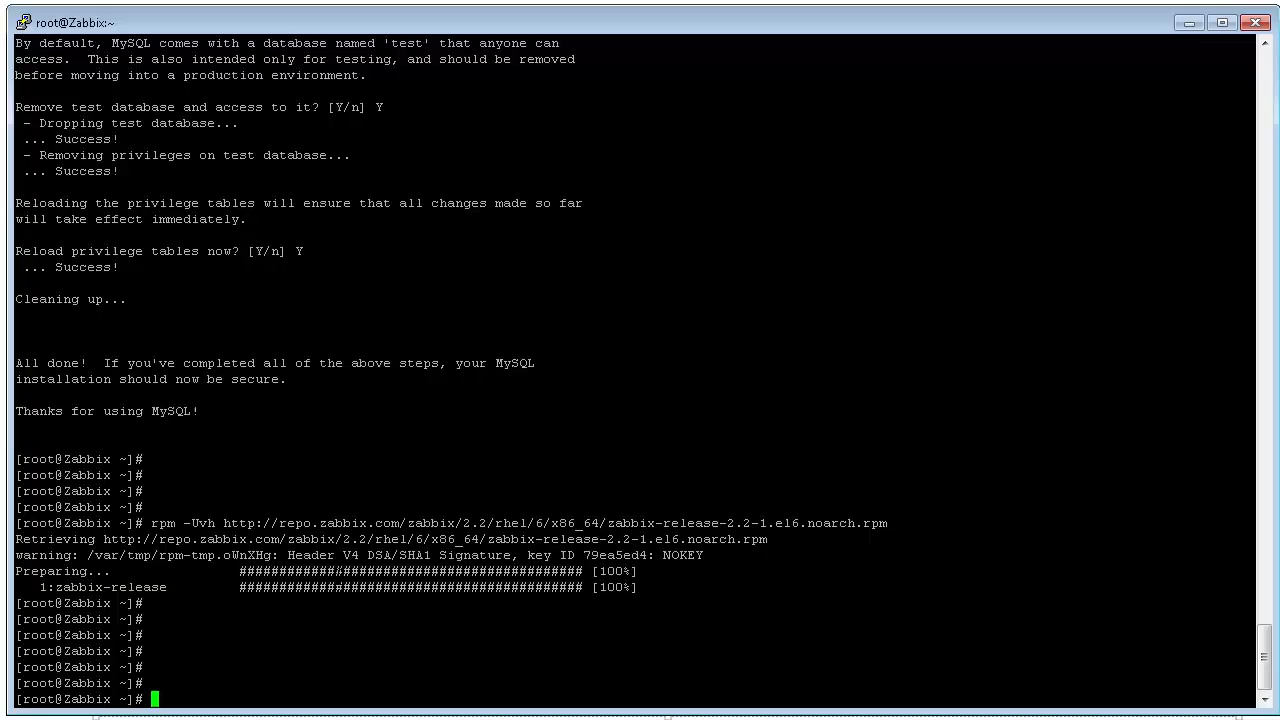 root@Zabbix:~
By default, MySQL comes with a database named 'test' that anyone can
access.  This is also intended only for testing, and should be removed
before moving into a production environment.
Remove test database and access to it? [Y/n] Y
 - Dropping test database...
 ... Success!
 - Removing privileges on test database...
 ... Success!
Reloading the privilege tables will ensure that all changes made so far
will take effect immediately.
Reload privilege tables now? [Y/n] Y
 ... Success!
Cleaning up...
All done!  If you've completed all of the above steps, your MySQL
installation should now be secure.
Thanks for using MySQL!
[root@Zabbix ~]#
[root@Zabbix ~]#
[root@Zabbix ~]#
[root@Zabbix ~]#
[root@Zabbix ~]# rpm -Uvh http://repo.zabbix.com/zabbix/2.2/rhel/6/x86_64/zabbix-release-2.2-1.el6.noarch.rpm
Retrieving http://repo.zabbix.com/zabbix/2.2/rhel/6/x86_64/zabbix-release-2.2-1.el6.noarch.rpm
warning: /var/tmp/rpm-tmp.oWnXHg: Header V4 DSA/SHA1 Signature, key ID 79ea5ed4: NOKEY
Preparing...                ########################################### [100%]
   1:zabbix-release         ########################################### [100%]
[root@Zabbix ~]#
[root@Zabbix ~]#
[root@Zabbix ~]#
[root@Zabbix ~]#
[root@Zabbix ~]#
[root@Zabbix ~]#
[root@Zabbix ~]#